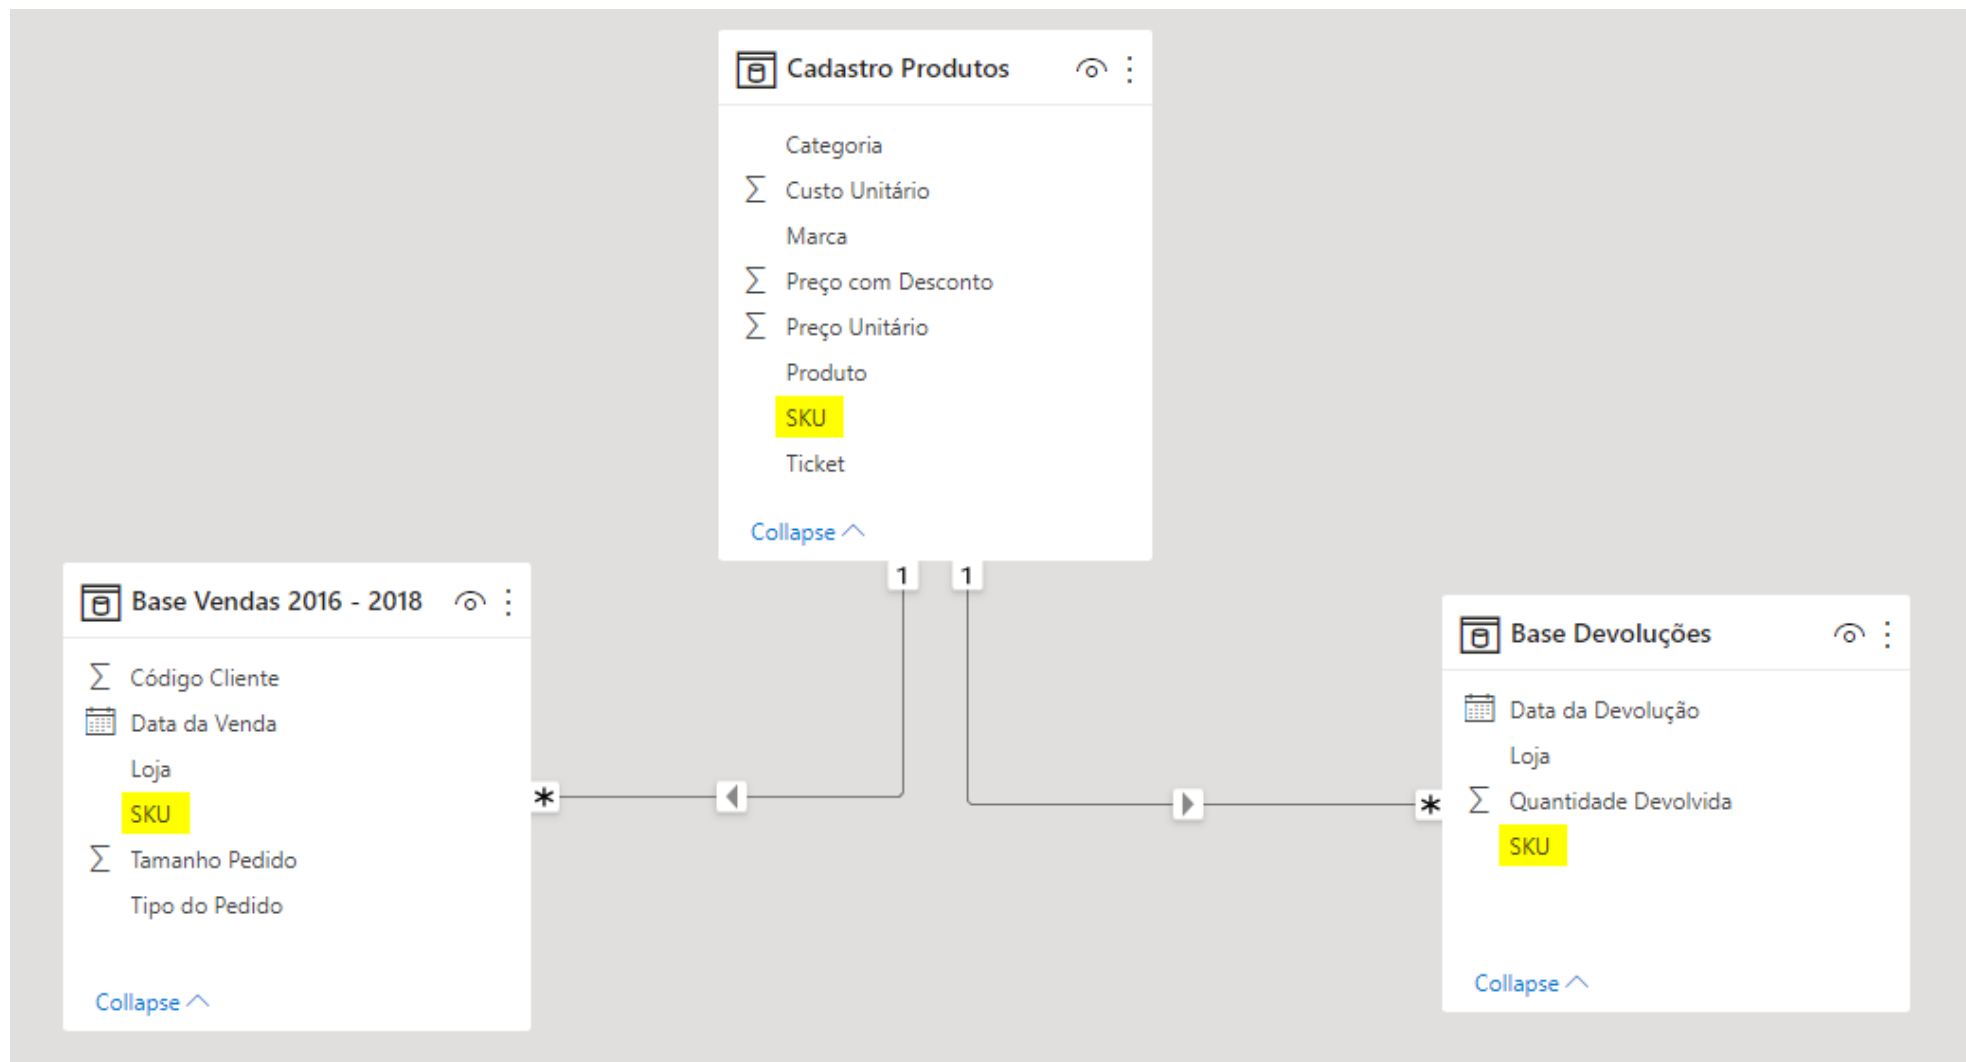 Cadastro Produtos
Categoria
Custo Unitário
Marca
Preço com Desconto
Preço Unitário
Produto
SKU
Ticket
Collapse
1 1
Base Vendas 2016 - 2018
Código Cliente
Data da Venda
Loja
SKU
Tamanho Pedido
Tipo do Pedido
Collapse
*
*
Base Devoluções
Data da Devolução
Loja
Quantidade Devolvida
SKU
Collapse